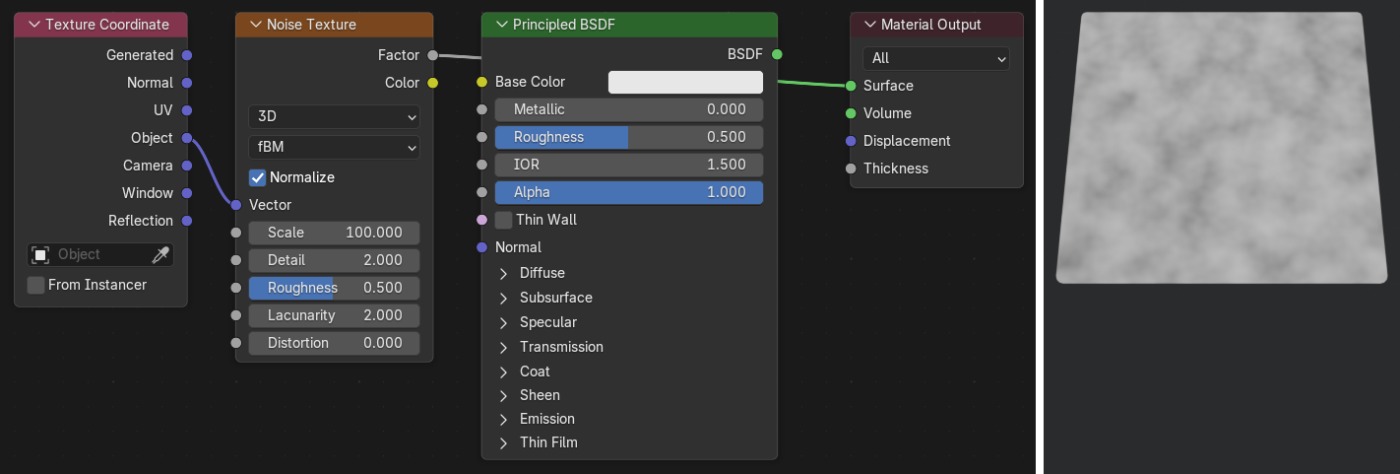 Texture Coordinate
Generated
Normal
UV
Object
Camera
Window
Reflection
Object
From Instancer
Noise Texture
Factor
Color
3D
fBM
Normalize
Vector
Scale 100.000
Detail 2.000
Roughness 0.500
Lacunarity 2.000
Distortion 0.000
Principled BSDF
BSDF
Base Color
Metallic 0.000
Roughness 0.500
IOR 1.500
Alpha 1.000
Thin Wall
Normal
Diffuse
Subsurface
Specular
Transmission
Coat
Sheen
Emission
Thin Film
Material Output
All
Surface
Volume
Displacement
Thickness